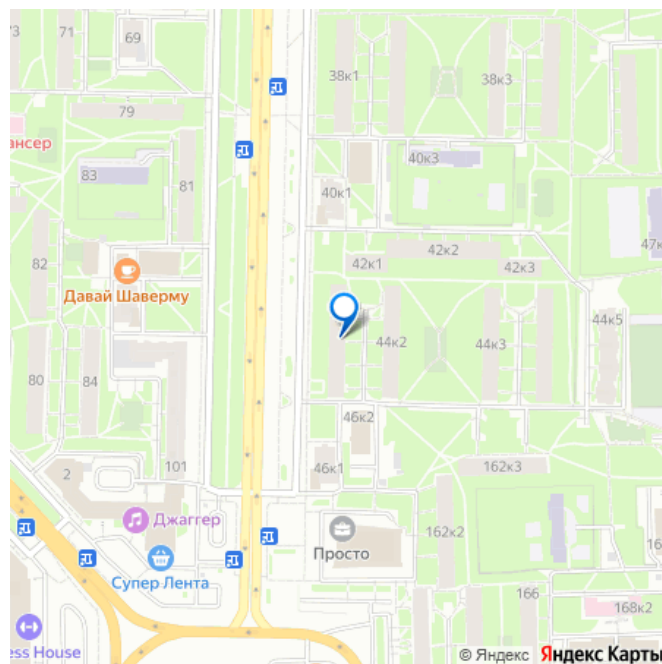 73
71
69
38к1
38к3
79
ансер
83
81
40к3
40к1
47к
82
42к1
42к2
42к3
Давай Шаверму
44к2
44к3
44к5
80
84
46к2
101
46к1
162к3
2
Джаггер
Просто
162к2
Супер Лента
166
168к2
16
ess House
© Яндекс Яндекс Карты